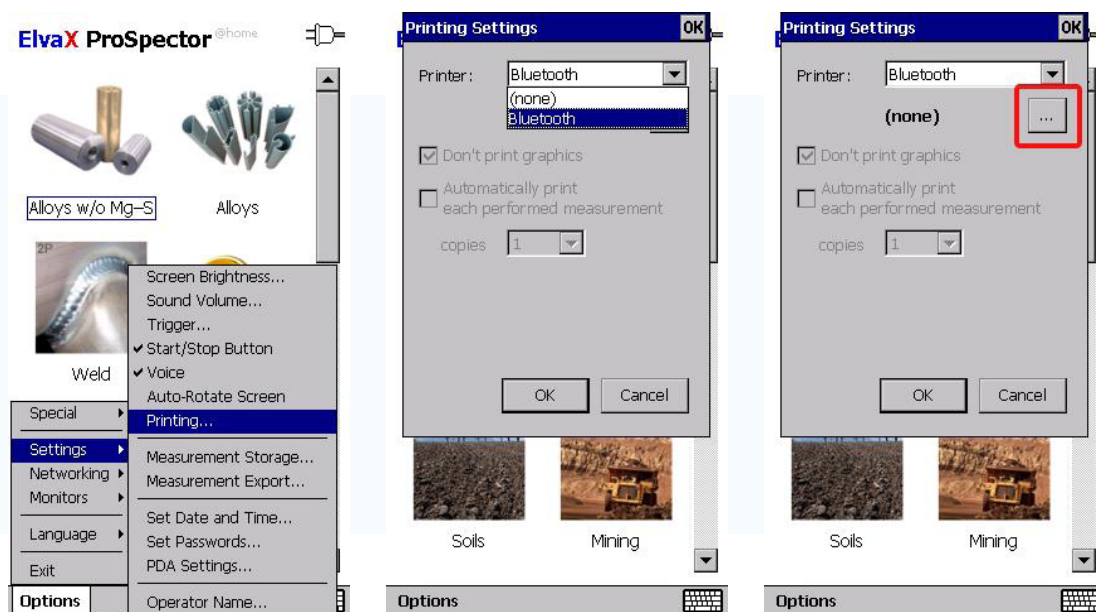 ElvaX ProSpector @home
Alloys w/o Mg–S
Alloys
2P
Weld
Screen Brightness...
Sound Volume...
Trigger...
Start/Stop Button
Voice
Auto-Rotate Screen
Printing...
Measurement Storage...
Measurement Export...
Set Date and Time...
Set Passwords...
PDA Settings...
Operator Name...
Special
Settings
Networking
Monitors
Language
Exit
Options
Printing Settings
OK
Printer:
Bluetooth
(none)
Bluetooth
Don't print graphics
Automatically print
each performed measurement
copies
1
OK
Cancel
Soils
Mining
Options
Printing Settings
OK
Printer:
Bluetooth
(none)
...
Don't print graphics
Automatically print
each performed measurement
copies
1
OK
Cancel
Soils
Mining
Options